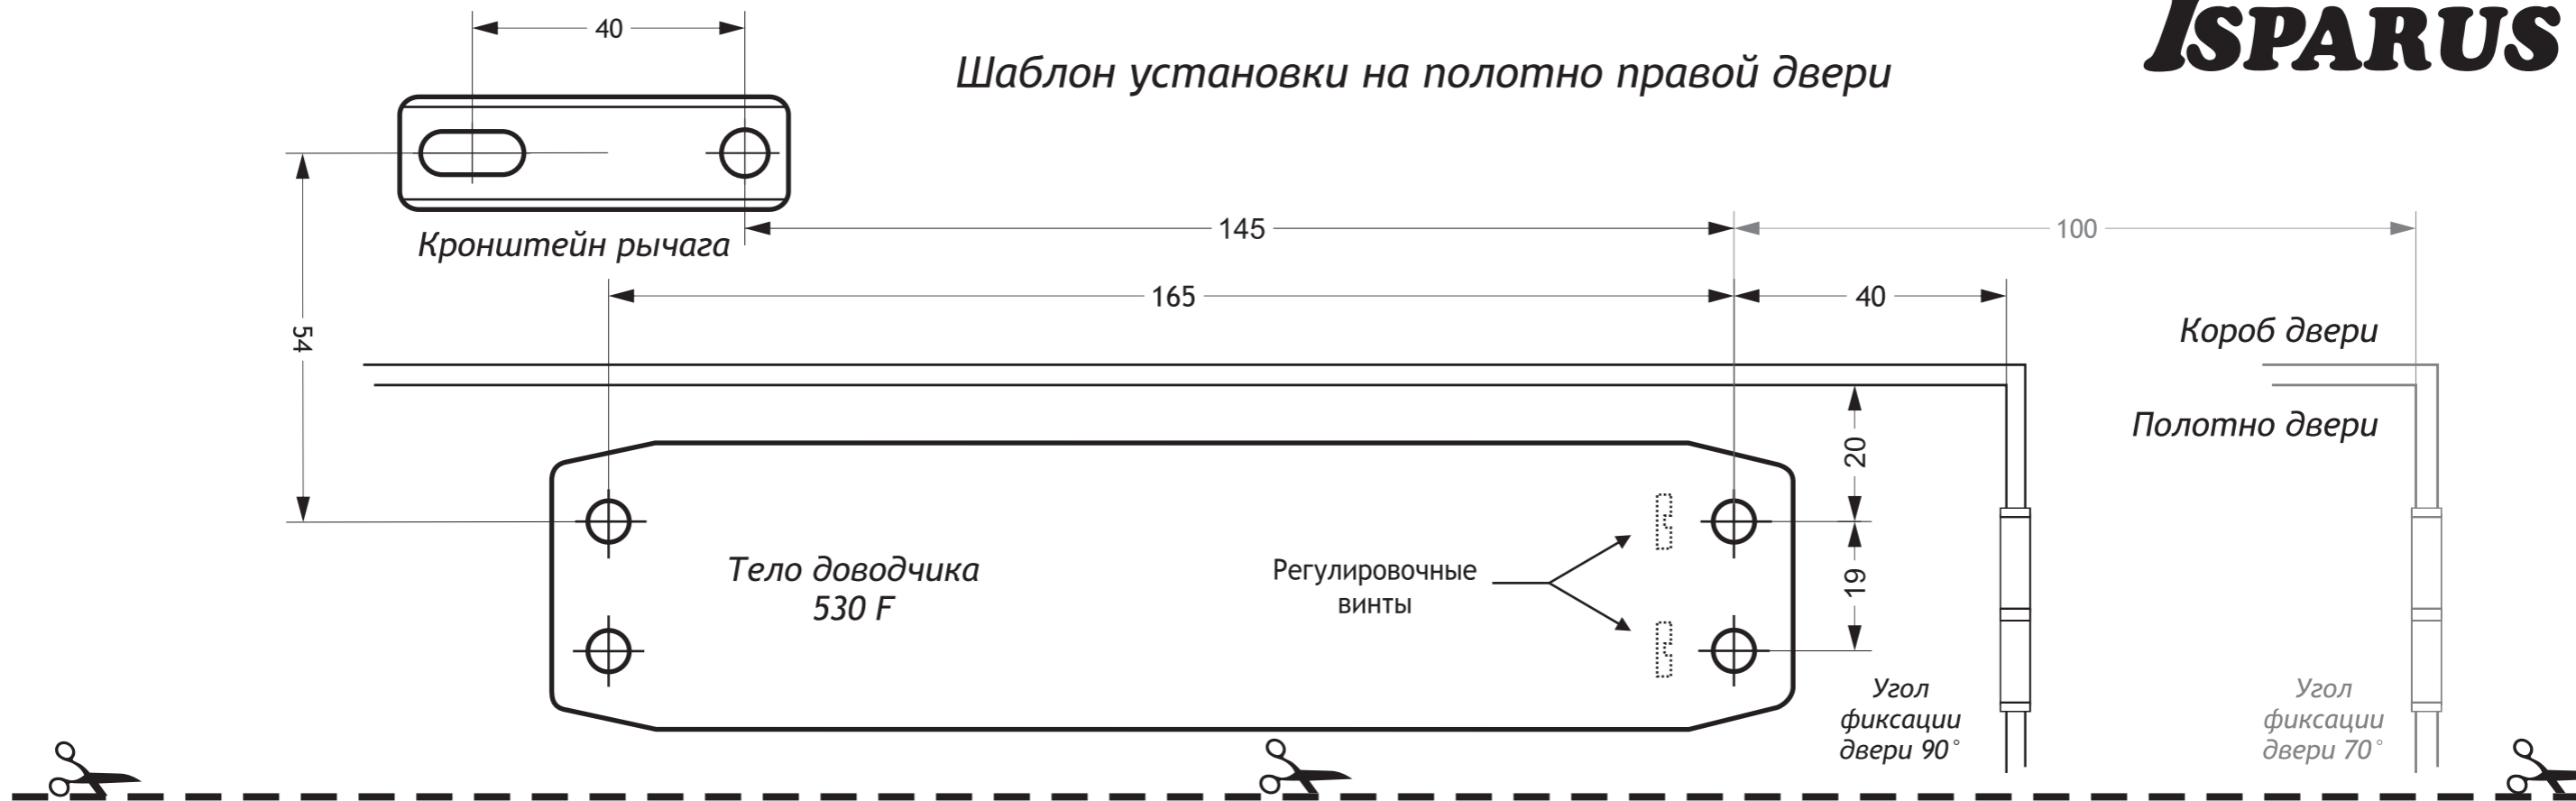 ISPARUS
40
Шаблон установки на полотно правой двери
Кронштейн рычага
145
100
165
40
54
Короб двери
Полотно двери
20
19
Тело доводчика
530 F
Регулировочные
винты
Угол
фиксации
двери 90°
Угол
фиксации
двери 70°